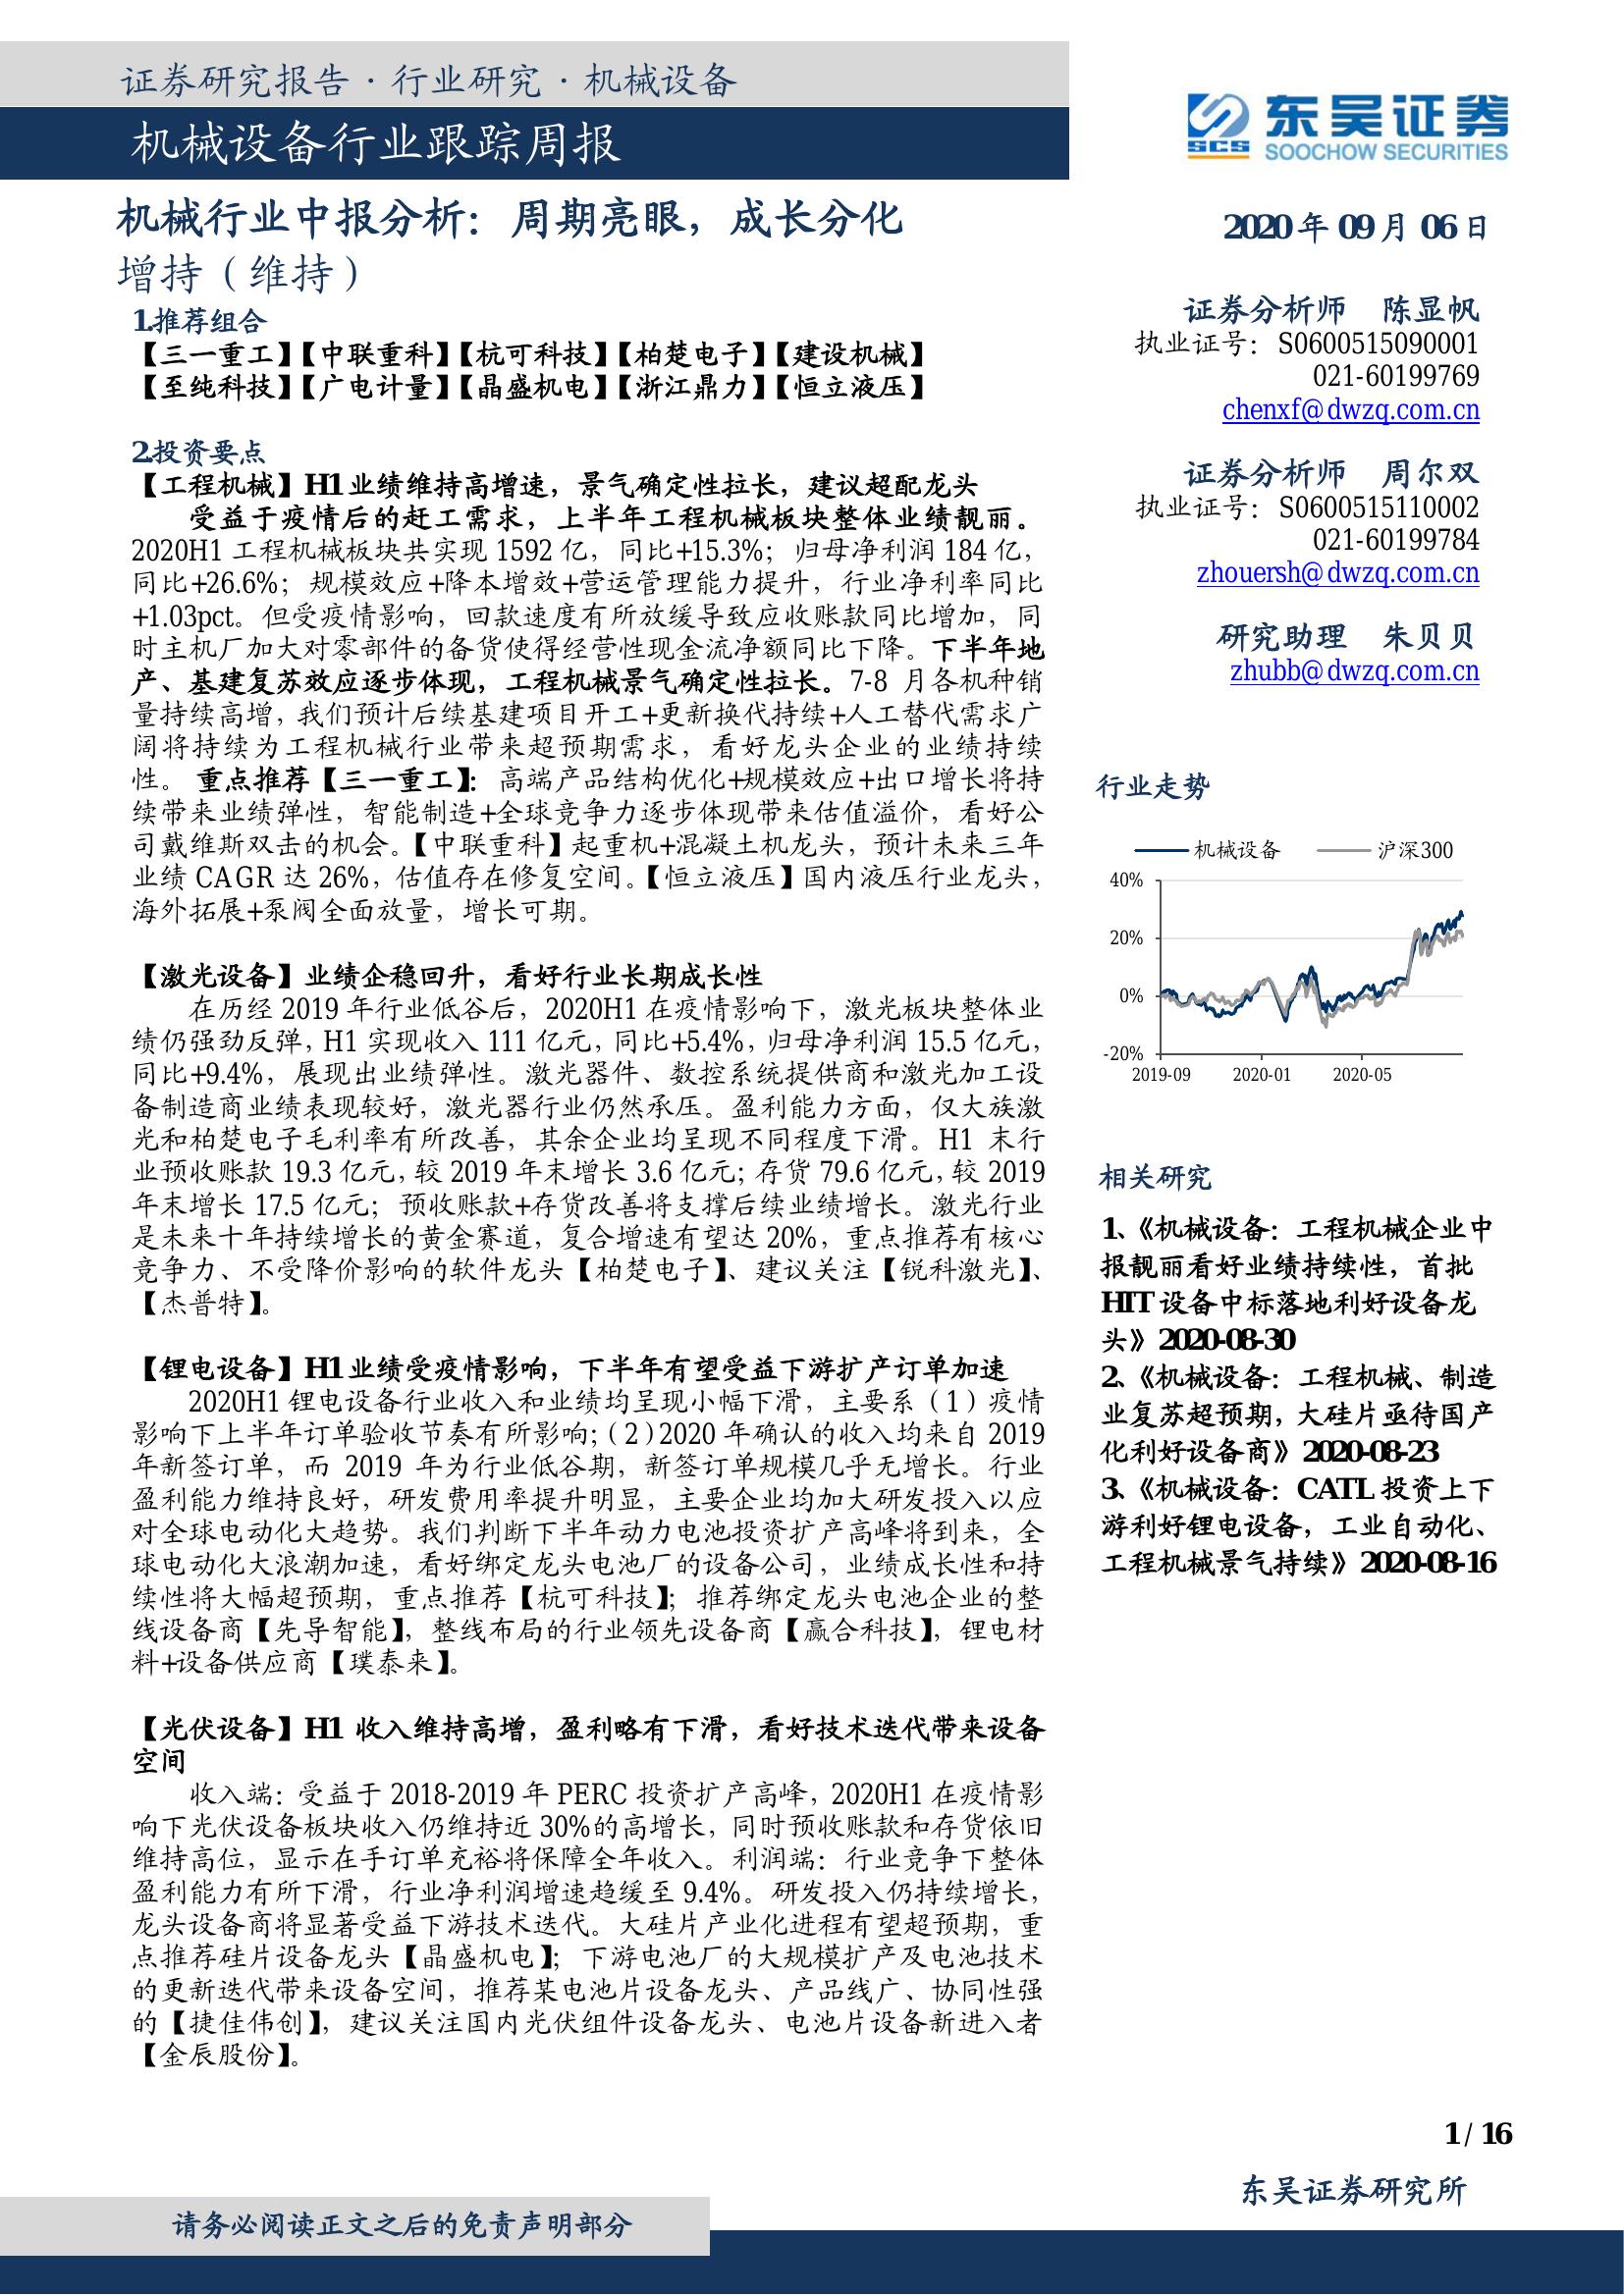 证券研究报告·行业研究·机械设备
机械设备行业跟踪周报
SCS 东吴证券
SOOCHOW SECURITIES
机械行业中报分析：周期亮眼，成长分化
增持（维持）
1.推荐组合
【三一重工】【中联重科】【杭可科技】【柏楚电子】【建设机械】
【至纯科技】【广电计量】【晶盛机电】【浙江鼎力】【恒立液压】
2.投资要点
【工程机械】H1业绩维持高增速，景气确定性拉长，建议超配龙头
受益于疫情后的赶工需求，上半年工程机械板块整体业绩靓丽。
2020H1 工程机械板块共实现 1592 亿，同比+15.3%；归母净利润 184 亿，
同比+26.6%；规模效应+降本增效+营运管理能力提升，行业净利率同比
+1.03pct。但受疫情影响，回款速度有所放缓导致应收账款同比增加，同
时主机厂加大对零部件的备货使得经营性现金流净额同比下降。下半年地
产、基建复苏效应逐步体现，工程机械景气确定性拉长。7-8 月各机种销
量持续高增，我们预计后续基建项目开工+更新换代持续+人工替代需求广
阔将持续为工程机械行业带来超预期需求，看好龙头企业的业绩持续
性。 重点推荐【三一重工】：高端产品结构优化+规模效应+出口增长将持
续带来业绩弹性，智能制造+全球竞争力逐步体现带来估值溢价，看好公
司戴维斯双击的机会。【中联重科】起重机+混凝土机龙头，预计未来三年
业绩 CAGR 达 26%，估值存在修复空间。【恒立液压】国内液压行业龙头，
海外拓展+泵阀全面放量，增长可期。
【激光设备】业绩企稳回升，看好行业长期成长性
在历经 2019 年行业低谷后，2020H1 在疫情影响下，激光板块整体业
绩仍强劲反弹，H1 实现收入 111 亿元，同比+5.4%，归母净利润 15.5 亿元，
同比+9.4%，展现出业绩弹性。激光器件、数控系统提供商和激光加工设
备制造商业绩表现较好，激光器行业仍然承压。盈利能力方面，仅大族激
光和柏楚电子毛利率有所改善，其余企业均呈现不同程度下滑。H1 末行
业预收账款 19.3 亿元，较 2019 年末增长 3.6 亿元；存货 79.6 亿元，较 2019
年末增长 17.5 亿元；预收账款+存货改善将支撑后续业绩增长。激光行业
是未来十年持续增长的黄金赛道，复合增速有望达 20%，重点推荐有核心
竞争力、不受降价影响的软件龙头【柏楚电子】、建议关注【锐科激光】、
【杰普特】。
【锂电设备】H1业绩受疫情影响，下半年有望受益下游扩产订单加速
2020H1 锂电设备行业收入和业绩均呈现小幅下滑，主要系（1）疫情
影响下上半年订单验收节奏有所影响；（2）2020 年确认的收入均来自 2019
年新签订单，而 2019 年为行业低谷期，新签订单规模几乎无增长。行业
盈利能力维持良好，研发费用率提升明显，主要企业均加大研发投入以应
对全球电动化大趋势。我们判断下半年动力电池投资扩产高峰将到来，全
球电动化大浪潮加速，看好绑定龙头电池厂的设备公司，业绩成长性和持
续性将大幅超预期，重点推荐【杭可科技】；推荐绑定龙头电池企业的整
线设备商【先导智能】，整线布局的行业领先设备商【赢合科技】，锂电材
料+设备供应商【璞泰来】。
【光伏设备】H1 收入维持高增，盈利略有下滑，看好技术迭代带来设备
空间
收入端：受益于 2018-2019 年 PERC 投资扩产高峰，2020H1 在疫情影
响下光伏设备板块收入仍维持近 30%的高增长，同时预收账款和存货依旧
维持高位，显示在手订单充裕将保障全年收入。利润端：行业竞争下整体
盈利能力有所下滑，行业净利润增速趋缓至 9.4%。研发投入仍持续增长，
龙头设备商将显著受益下游技术迭代。大硅片产业化进程有望超预期，重
点推荐硅片设备龙头【晶盛机电】；下游电池厂的大规模扩产及电池技术
的更新迭代带来设备空间，推荐某电池片设备龙头、产品线广、协同性强
的【捷佳伟创】，建议关注国内光伏组件设备龙头、电池片设备新进入者
【金辰股份】。
2020 年 09 月 06 日
证券分析师 陈显帆
执业证号：S0600515090001
021-60199769
chenxf@dwzq.com.cn
证券分析师 周尔双
执业证号：S0600515110002
021-60199784
zhouersh@dwzq.com.cn
研究助理 朱贝贝
zhubb@dwzq.com.cn
行业走势
机械设备 沪深300
40%
20%
0%
-20%
2019-09 2020-01 2020-05
相关研究
1、《机械设备：工程机械企业中
报靓丽看好业绩持续性，首批
HIT 设备中标落地利好设备龙
头》2020-08-30
2、《机械设备：工程机械、制造
业复苏超预期，大硅片亟待国产
化利好设备商》2020-08-23
3、《机械设备：CATL 投资上下
游利好锂电设备，工业自动化、
工程机械景气持续》2020-08-16
1 / 16
东吴证券研究所
请务必阅读正文之后的免责声明部分